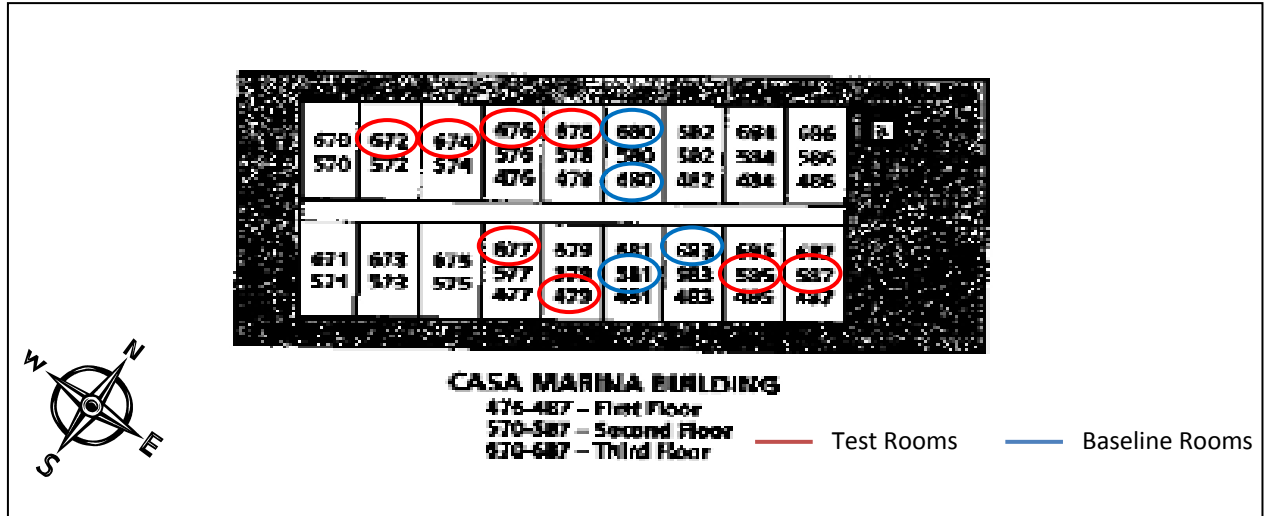 670 672 674 676 678 680 582 684 686
570 572 574 576 578 580 582 584 586
476 478 480 482 484 486
671 673 675 677 679 681 683 685 687
571 573 575 577 579 581 583 585 587
477 479 481 483 485 487
CASA MARINA BUILDING
476-487 – First Floor
570-587 – Second Floor
670-687 – Third Floor
Test Rooms Baseline Rooms
N
W
E
S